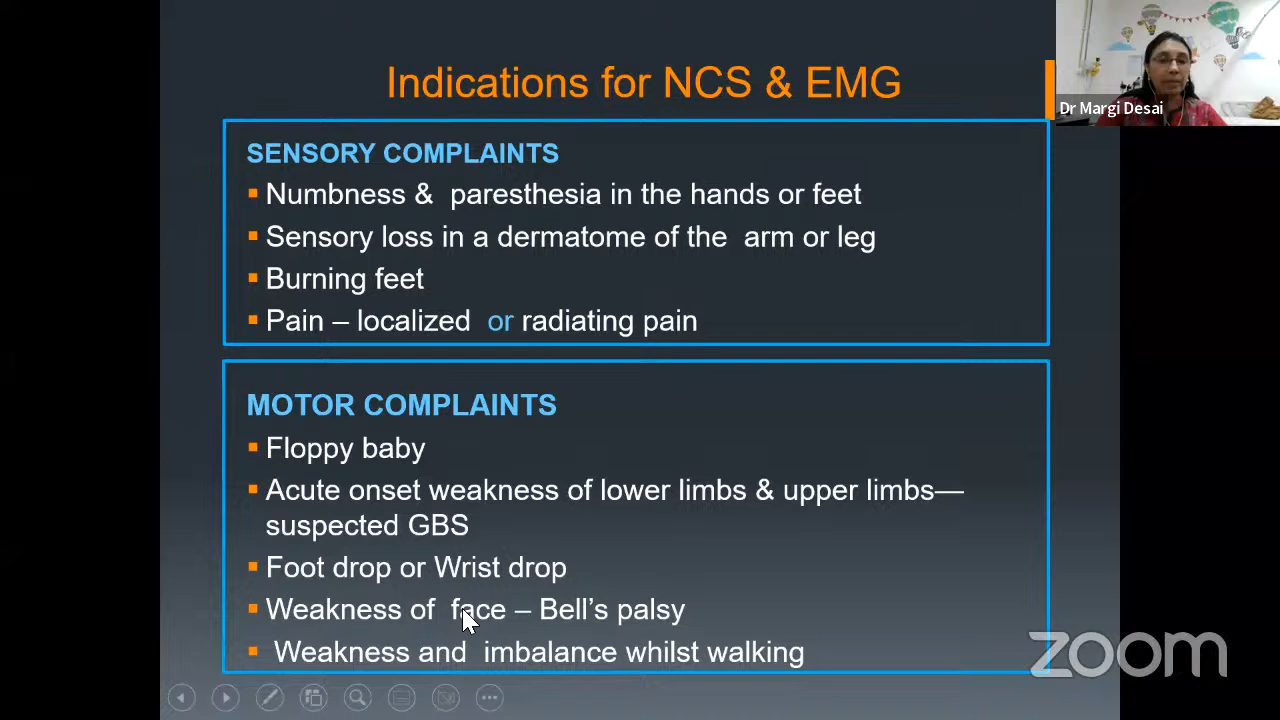 Indications for NCS & EMG
Dr Margi Desai
SENSORY COMPLAINTS
Numbness & paresthesia in the hands or feet
Sensory loss in a dermatome of the arm or leg
Burning feet
Pain – localized or radiating pain
MOTOR COMPLAINTS
Floppy baby
Acute onset weakness of lower limbs & upper limbs—
suspected GBS
Foot drop or Wrist drop
Weakness of face – Bell's palsy
Weakness and imbalance whilst walking
zoom